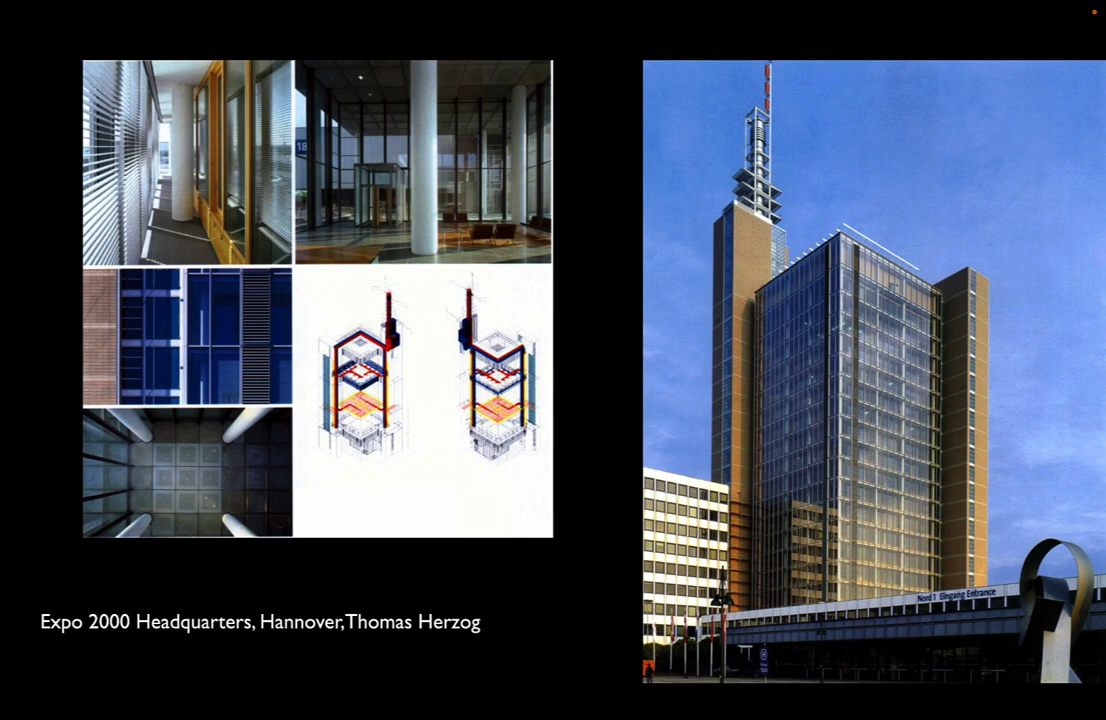 18
Nord 1 Eingang Entrance
Expo 2000 Headquarters, Hannover,Thomas Herzog